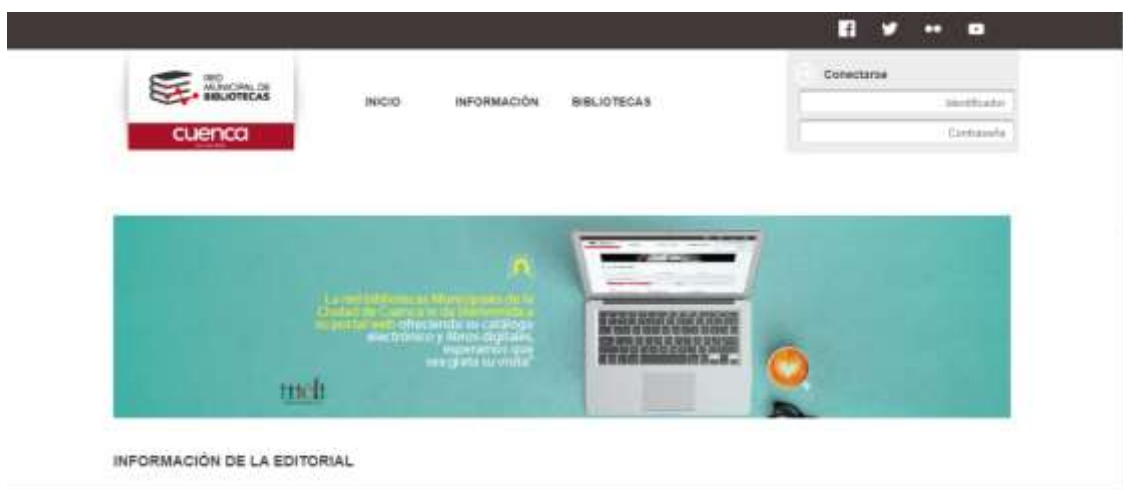 RED
MUNICIPAL DE
BIBLIOTECAS
cuenca
INICIO
INFORMACIÓN
BIBLIOTECAS
Conectarse
Identificador
Contraseña
La red bibliotecas Municipales de la
Ciudad de Cuenca le da bienvenida a
su portal web ofreciendo su catálogo
electrónico y libros digitales,
esperamos que
sea grata su visita"
INFORMACIÓN DE LA EDITORIAL